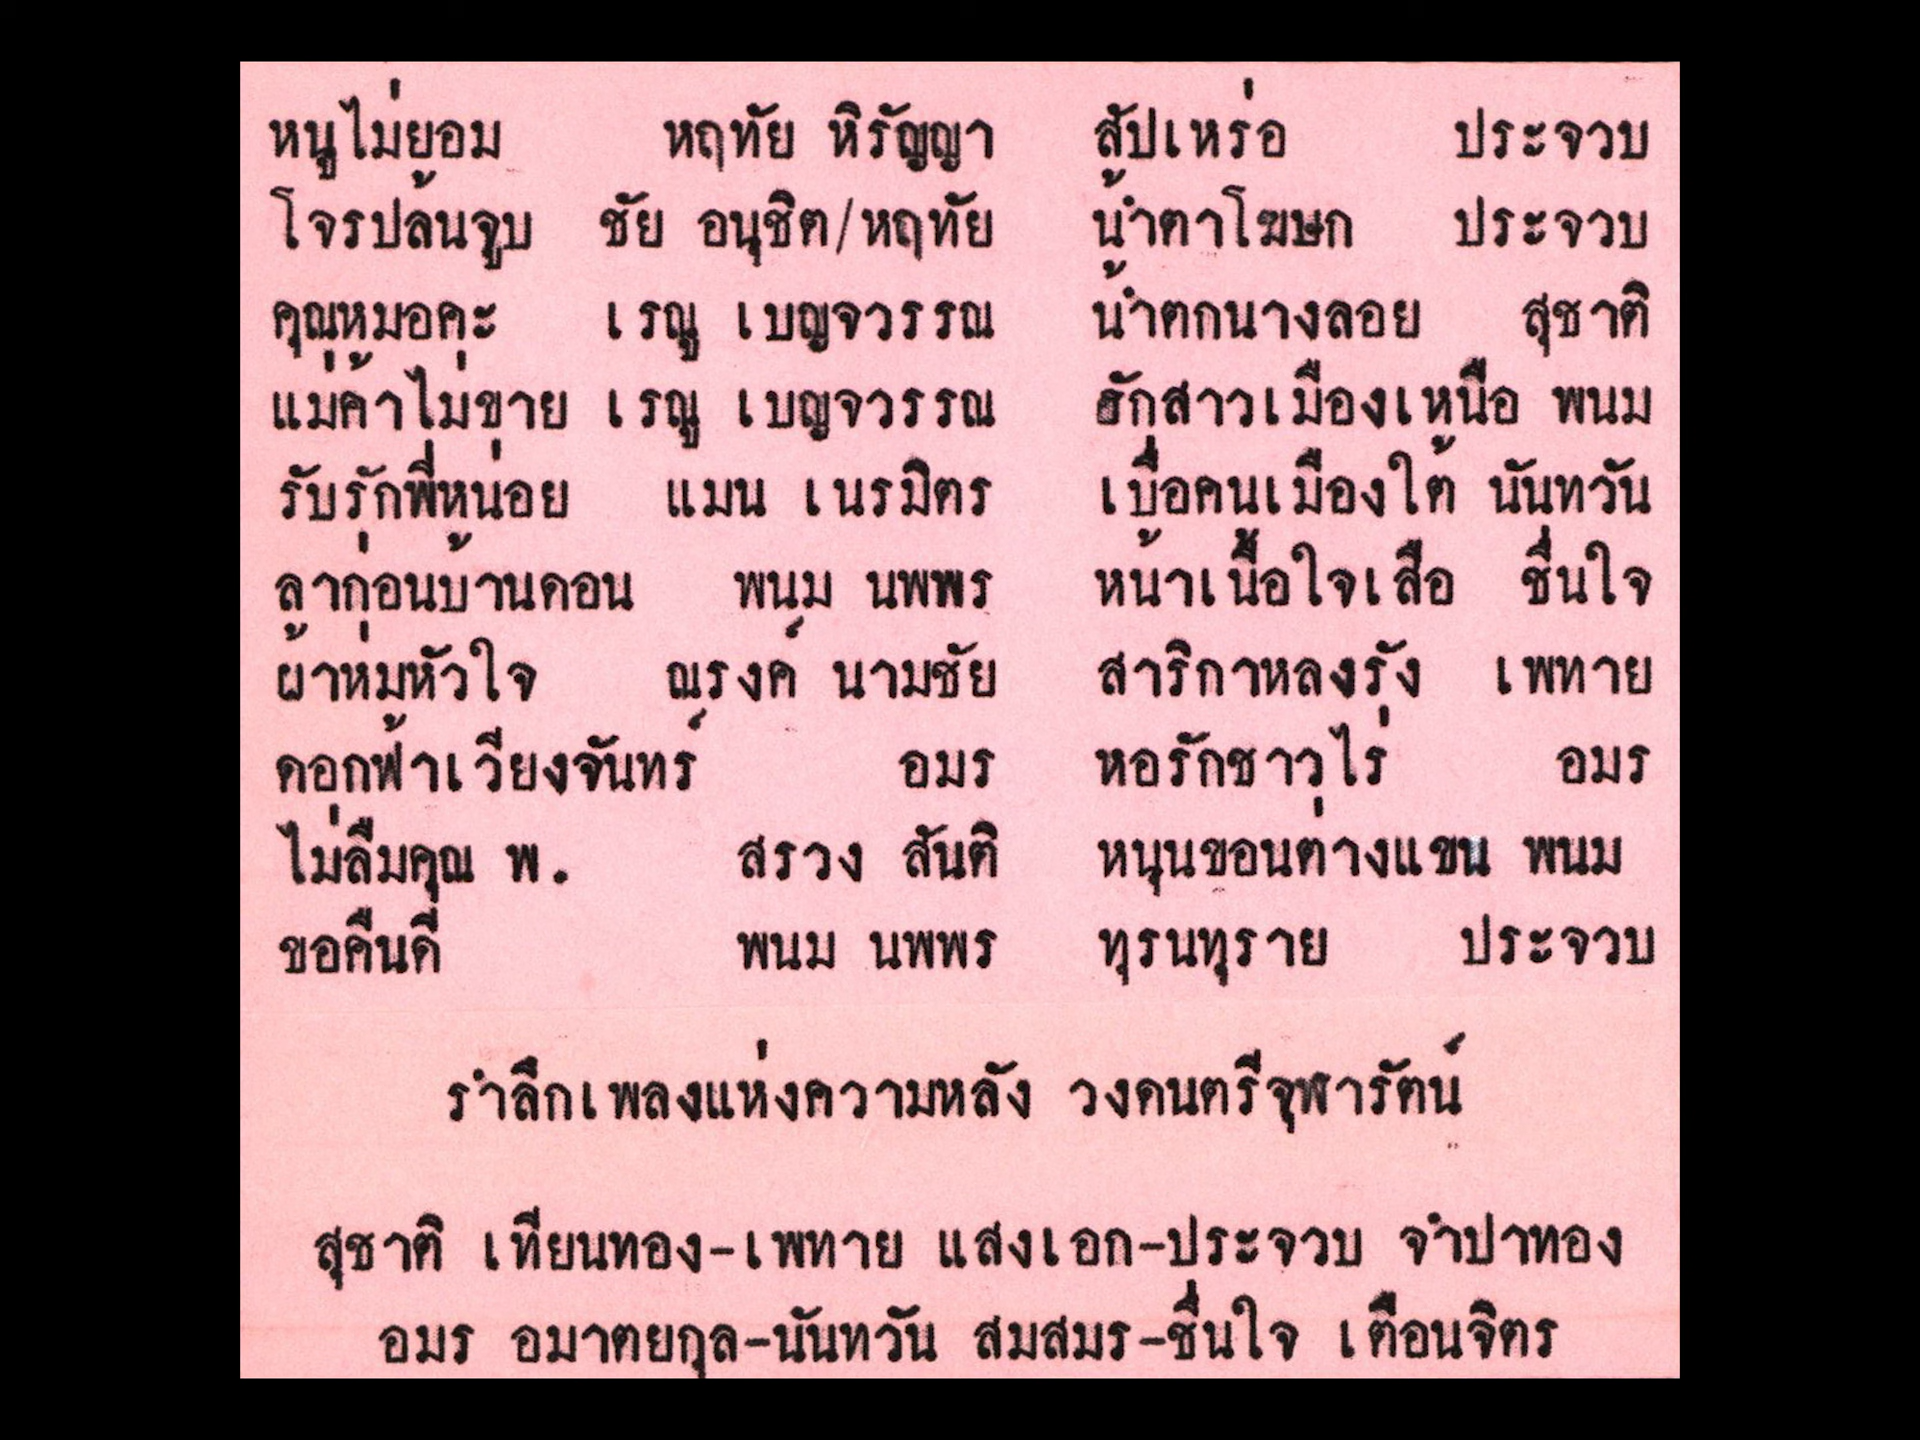 หนูไม่ยอม หฤทัย หิรัญญา สัปเหร่อ ประจวบ
โจรปล้นจูบ ชัย อนุชิต/หฤทัย น้ำตาโฆษก ประจวบ
คุณหมอคะ เรณู เบญจวรรณ น้ำตกนางลอย สุชาติ
แม่ค้าไม่ขาย เรณู เบญจวรรณ รักสาวเมืองเหนือ พนม
รับรักพี่หน่อย แมน เนรมิตร เบื่อคนเมืองใต้ นันทวัน
ลาก่อนบ้านดอน พนม นพพร หน้าเนื้อใจเสือ ชื่นใจ
ผ้าห่มหัวใจ ณรงค์ นามชัย สาริกาหลงรัง เพทาย
ดอกฟ้าเวียงจันทร์ อมร หอรักชาวไร่ อมร
ไม่ลืมคุณ พ. สรวง สันติ หนุนขอนต่างแขน พนม
ขอคืนดี พนม นพพร ทุรนทุราย ประจวบ
รำลึกเพลงแห่งความหลัง วงดนตรีจุฬารัตน์
สุชาติ เทียนทอง-เพทาย แสงเอก-ประจวบ จำปาทอง
อมร อมาตยกุล-นันทวัน สมสมร-ชื่นใจ เตือนจิตร